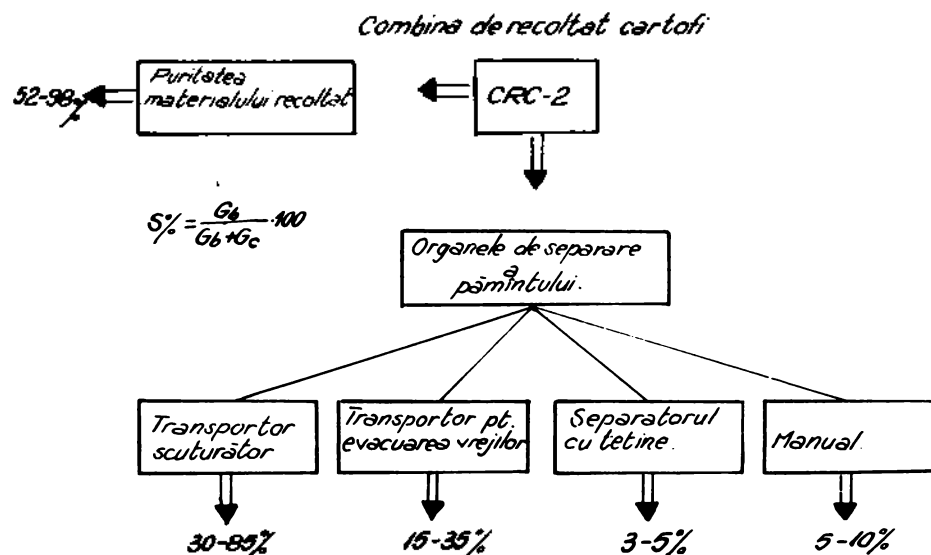 Combina de recoltat cartofi
Puritatea
materialului recoltat
52-98%
CRC-2
S% = Gb / Gb+Gc · 100
Organele de separare
a
pămîntului.
Transportor
scuturător
Transportor pt.
evacuarea vrejilor
Separatorul
cu tetine.
Manual.
30-85%
15-35%
3-5%
5-10%